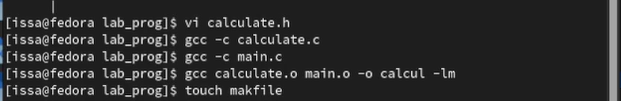 [issa@fedora lab_prog]$ vi calculate.h
[issa@fedora lab_prog]$ gcc -c calculate.c
[issa@fedora lab_prog]$ gcc -c main.c
[issa@fedora lab_prog]$ gcc calculate.o main.o -o calcul -lm
[issa@fedora lab_prog]$ touch makfile